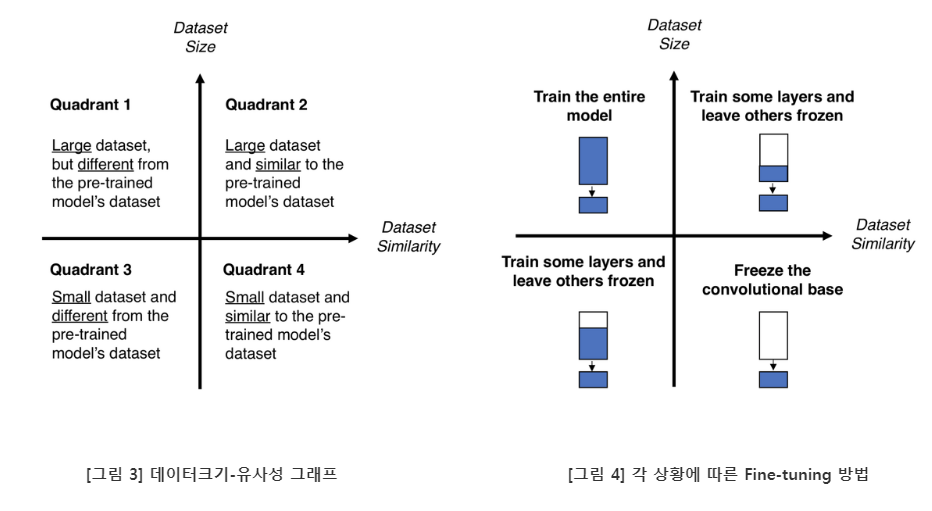 Dataset
Size
Quadrant 1
Large dataset,
but different from
the pre-trained
model's dataset
Quadrant 2
Large dataset
and similar to the
pre-trained
model's dataset
Dataset
Similarity
Quadrant 3
Small dataset and
different from the
pre-trained
model's dataset
Quadrant 4
Small dataset and
similar to the pre-
trained model's
dataset
[그림 3] 데이터크기-유사성 그래프
Dataset
Size
Train the entire
model
Train some layers and
leave others frozen
Dataset
Similarity
Train some layers and
leave others frozen
Freeze the
convolutional base
[그림 4] 각 상황에 따른 Fine-tuning 방법